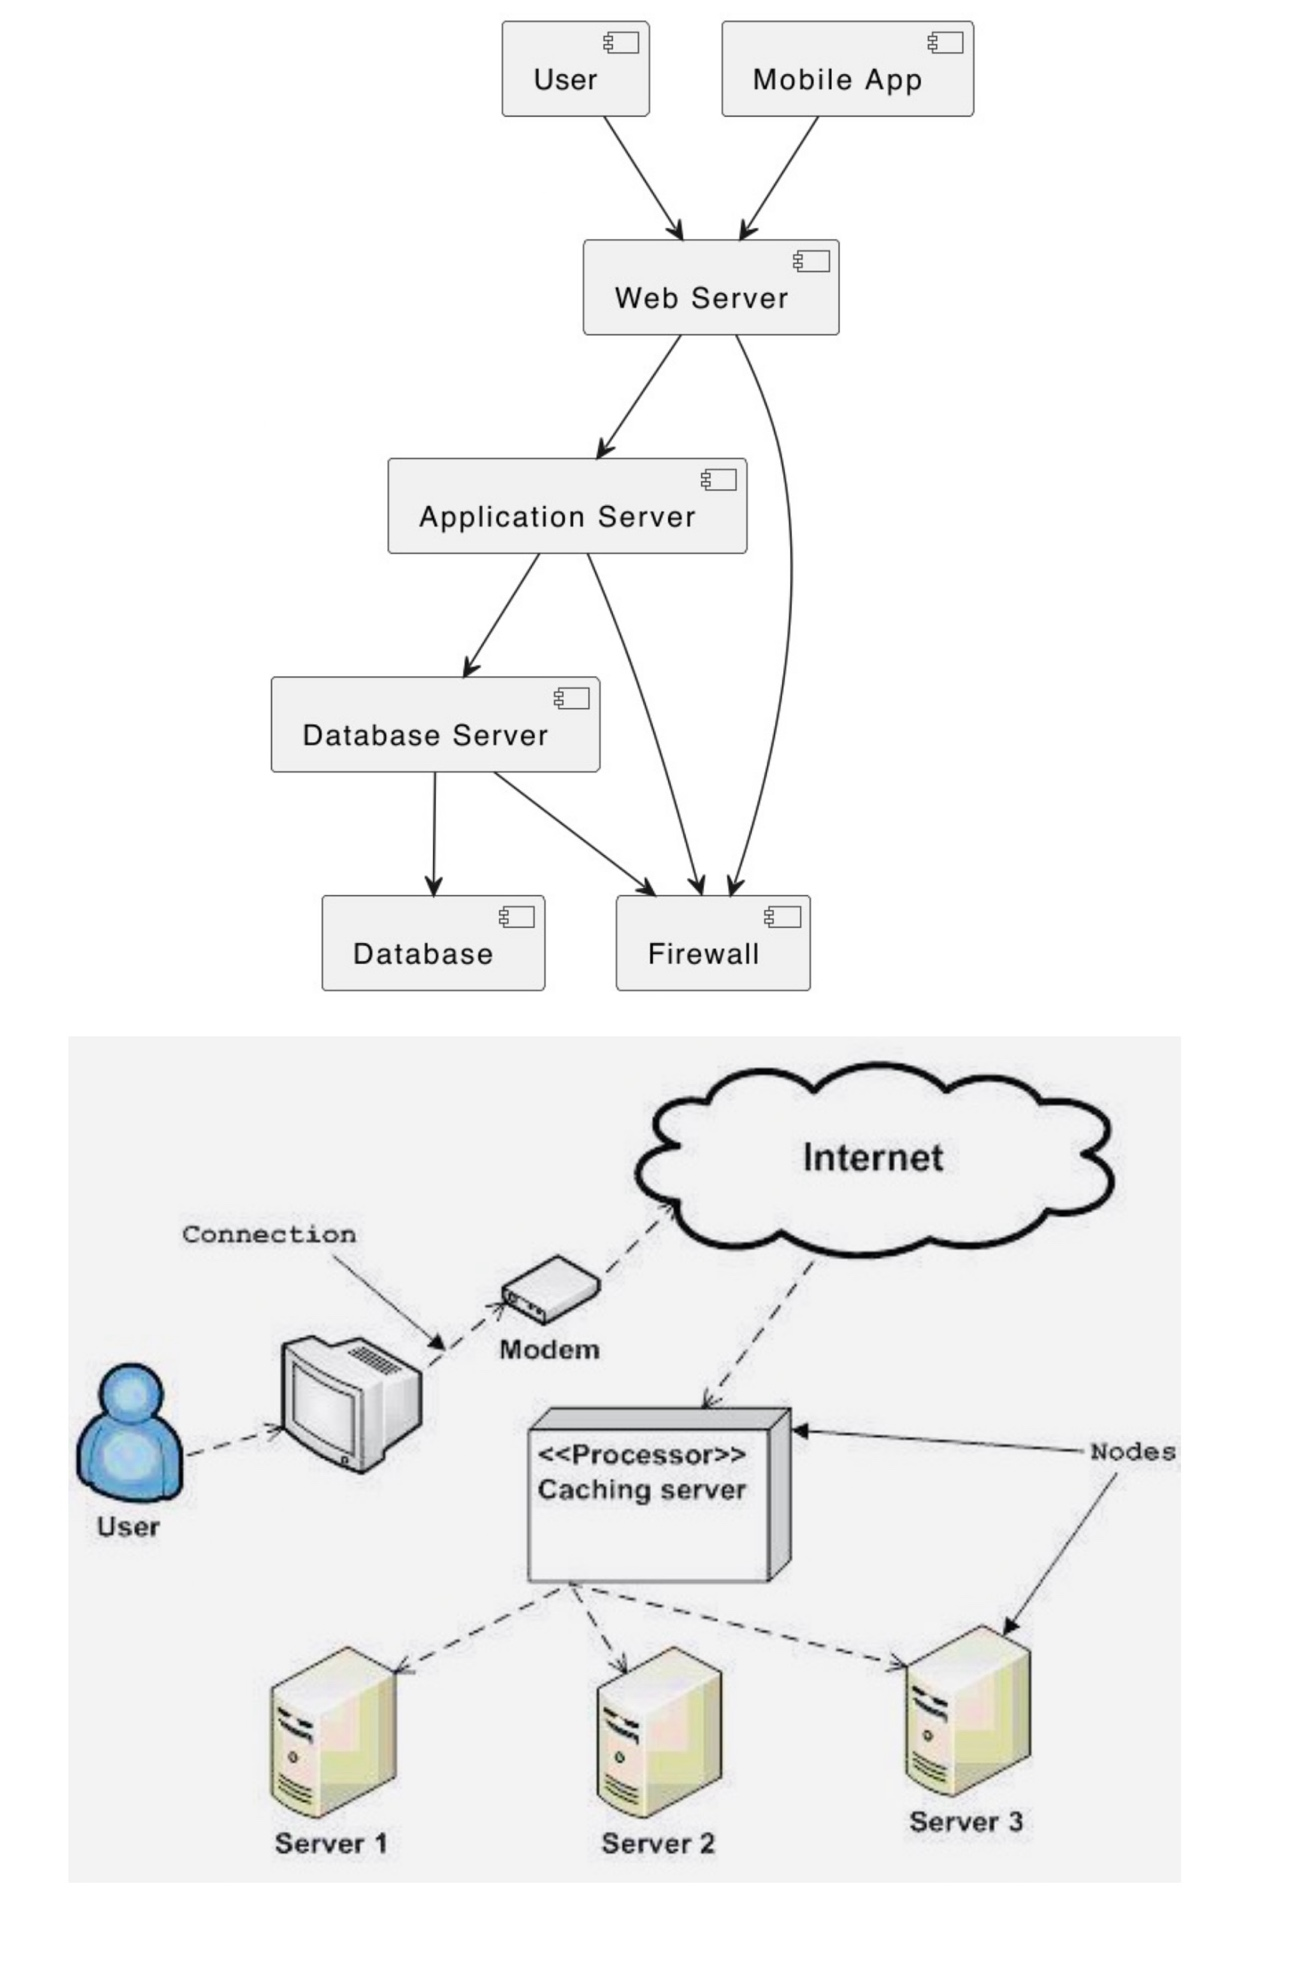 User
Mobile App
Web Server
Application Server
Database Server
Database
Firewall
Internet
Connection
Modem
<<Processor>>
Caching server
Nodes
User
Server 1
Server 2
Server 3